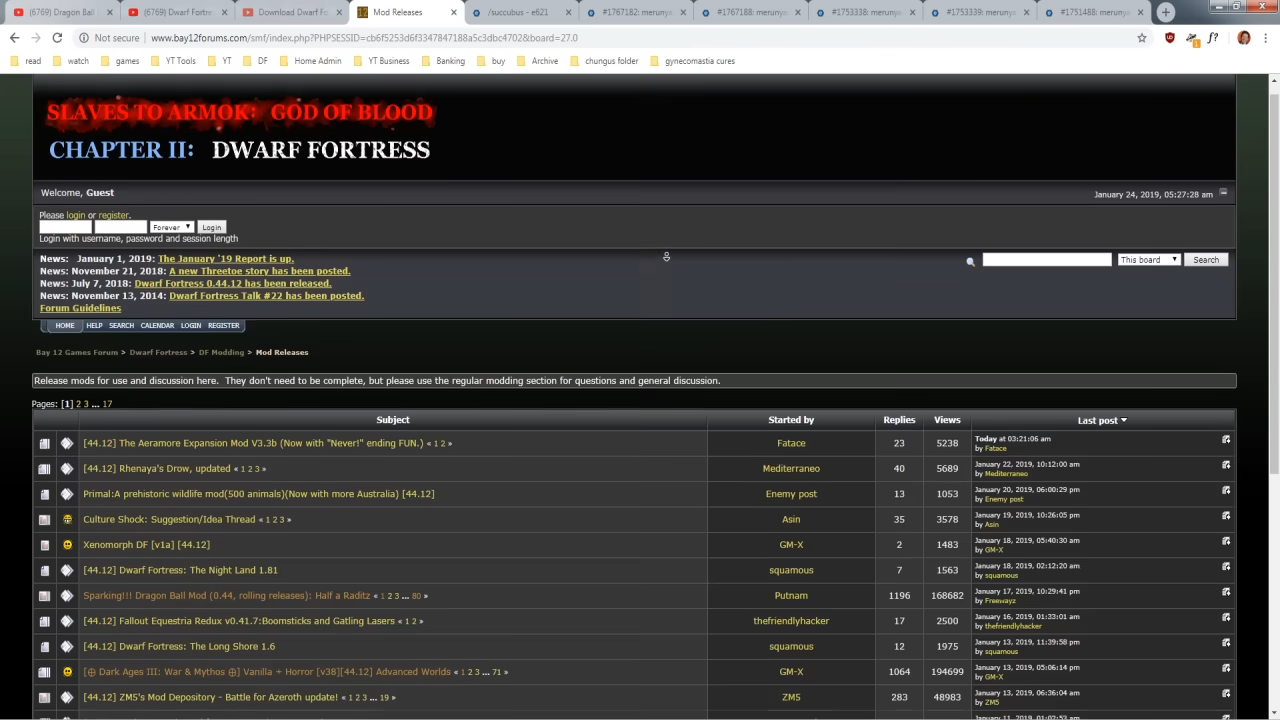 (6769) Dragon Ball
(6769) Dwarf Fortre
Download Dwarf Fo
Mod Releases
/succubus - e621
#1767182: meruny
#1767188: meruny
#1753338: meruny
#1753339: meruny
#1751488: meruny
Not secure www.bay12forums.com/smf/index.php?PHPSESSID=cb6f5253d6f3347847188a5c3dbc4702&board=27.0
read watch games YT Tools YT DF Home Admin YT Business Banking buy Archive chungus folder gynecomastia cures
SLAVES TO ARMOK: GOD OF BLOOD
CHAPTER II: DWARF FORTRESS
Welcome, Guest
January 24, 2019, 05:27:28 am
Please login or register.
Forever Login
Login with username, password and session length
News: January 1, 2019: The January '19 Report is up.
This board Search
News: November 21, 2018: A new Threetoe story has been posted.
News: July 7, 2018: Dwarf Fortress 0.44.12 has been released.
News: November 13, 2014: Dwarf Fortress Talk #22 has been posted.
Forum Guidelines
HOME HELP SEARCH CALENDAR LOGIN REGISTER
Bay 12 Games Forum > Dwarf Fortress > DF Modding > Mod Releases
Release mods for use and discussion here. They don't need to be complete, but please use the regular modding section for questions and general discussion.
Pages: [1] 2 3 ... 17
Subject Started by Replies Views Last post
[44.12] The Aeramore Expansion Mod V3.3b (Now with "Never!" ending FUN.) « 1 2 » Fatace 23 5238 Today at 03:21:06 am
by Fatace
[44.12] Rhenaya's Drow, updated « 1 2 3 » Mediterraneo 40 5689 January 22, 2019, 10:12:00 am
by Mediterraneo
Primal:A prehistoric wildlife mod(500 animals)(Now with more Australia) [44.12] Enemy post 13 1053 January 20, 2019, 06:00:29 pm
by Enemy post
Culture Shock: Suggestion/Idea Thread « 1 2 3 » Asin 35 3578 January 19, 2019, 10:26:05 pm
by Asin
Xenomorph DF [v1a] [44.12] GM-X 2 1483 January 18, 2019, 05:40:30 am
by GM-X
[44.12] Dwarf Fortress: The Night Land 1.81 squamous 7 1563 January 18, 2019, 02:12:20 am
by squamous
Sparking!!! Dragon Ball Mod (0.44, rolling releases): Half a Raditz « 1 2 3 ... 80 » Putnam 1196 168682 January 17, 2019, 10:29:41 pm
by Freewayz
[44.12] Fallout Equestria Redux v0.41.7:Boomsticks and Gatling Lasers « 1 2 » thefriendlyhacker 17 2500 January 16, 2019, 01:33:01 am
by thefriendlyhacker
[44.12] Dwarf Fortress: The Long Shore 1.6 squamous 12 1975 January 13, 2019, 11:39:58 pm
by squamous
[⊕ Dark Ages III: War & Mythos ⊕] Vanilla + Horror [v38][44.12] Advanced Worlds « 1 2 3 ... 71 » GM-X 1064 194699 January 13, 2019, 05:06:14 pm
by GM-X
[44.12] ZM5's Mod Depository - Battle for Azeroth update! « 1 2 3 ... 19 » ZM5 283 48983 January 13, 2019, 06:36:04 am
by ZM5